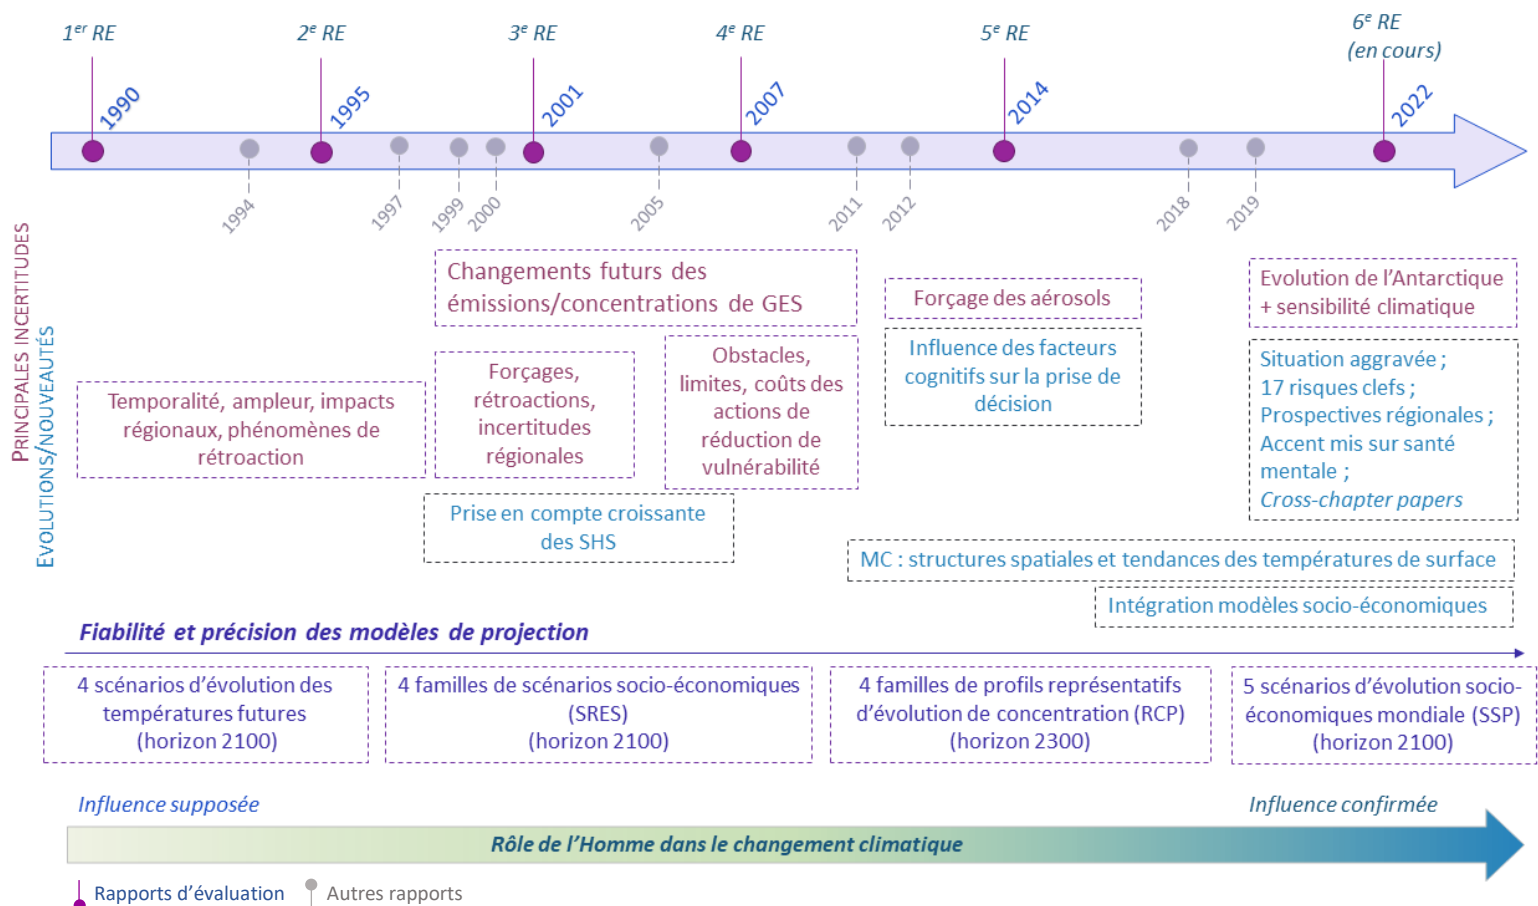 1er RE
2e RE
3e RE
4e RE
5e RE
6e RE
(en cours)
1990
1995
2001
2007
2014
2022
1994
1997
1999
2000
2005
2011
2012
2018
2019
PRINCIPALES INCERTITUDES
EVOLUTIONS/NOUVEAUTÉS
Temporalité, ampleur, impacts
régionaux, phénomènes de
rétroaction
Changements futurs des
émissions/concentrations de GES
Forçages,
rétroactions,
incertitudes
régionales
Obstacles,
limites, coûts des
actions de
réduction de
vulnérabilité
Prise en compte croissante
des SHS
Forçage des aérosols
Influence des facteurs
cognitifs sur la prise de
décision
Evolution de l’Antarctique
+ sensibilité climatique
Situation aggravée ;
17 risques clefs ;
Prospectives régionales ;
Accent mis sur santé
mentale ;
Cross-chapter papers
MC : structures spatiales et tendances des températures de surface
Intégration modèles socio-économiques
Fiabilité et précision des modèles de projection
4 scénarios d’évolution des
températures futures
(horizon 2100)
4 familles de scénarios socio-économiques
(SRES)
(horizon 2100)
4 familles de profils représentatifs
d’évolution de concentration (RCP)
(horizon 2300)
5 scénarios d’évolution socio-
économiques mondiale (SSP)
(horizon 2100)
Influence supposée
Influence confirmée
Rôle de l’Homme dans le changement climatique
Rapports d’évaluation
Autres rapports